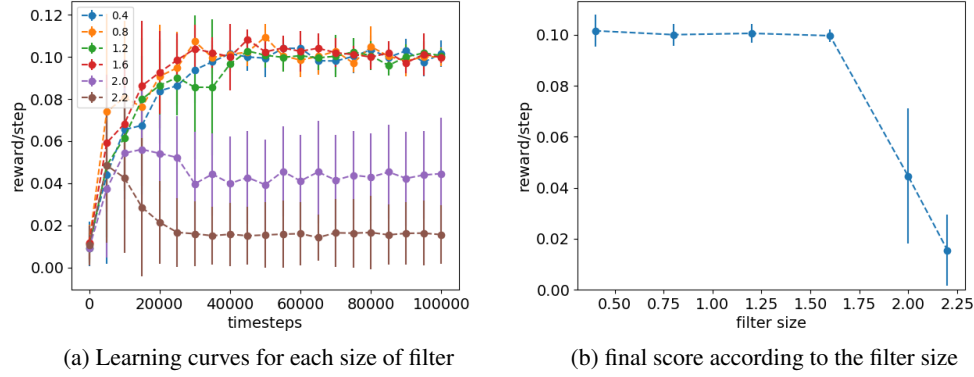 0.12
0.10
0.08
0.06
0.04
0.02
0.00
reward/step
0.4
0.8
1.2
1.6
2.0
2.2
0 20000 40000 60000 80000 100000
timesteps
(a) Learning curves for each size of filter
0.10
0.08
0.06
0.04
0.02
0.00
reward/step
0.50 0.75 1.00 1.25 1.50 1.75 2.00 2.25
filter size
(b) final score according to the filter size